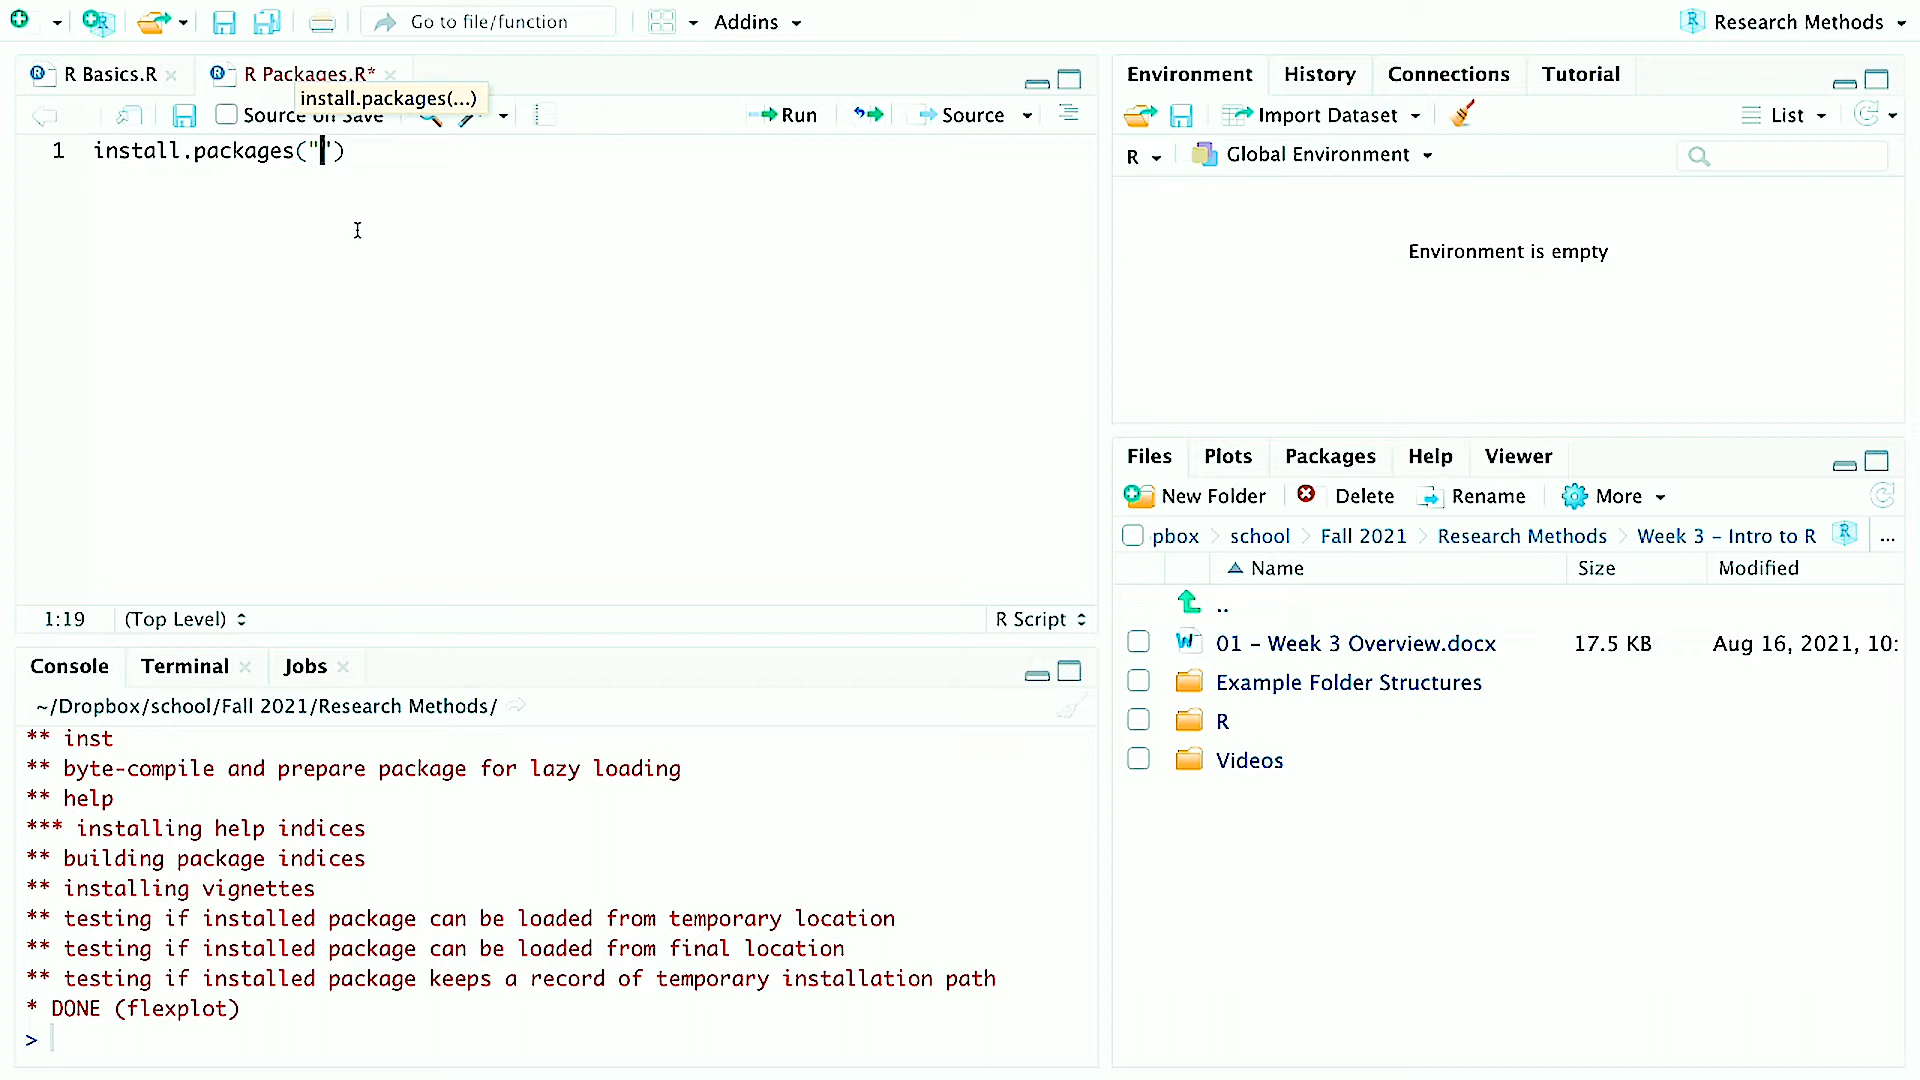 Go to file/function
Addins
Research Methods
R Basics.R
R Packages.R*
install.packages(...)
Source on Save
Run
Source
1 install.packages("")
1:19 (Top Level)
R Script
Console Terminal Jobs
~/Dropbox/school/Fall 2021/Research Methods/
** inst
** byte-compile and prepare package for lazy loading
** help
*** installing help indices
** building package indices
** installing vignettes
** testing if installed package can be loaded from temporary location
** testing if installed package can be loaded from final location
** testing if installed package keeps a record of temporary installation path
* DONE (flexplot)
>
Environment History Connections Tutorial
Import Dataset
List
R Global Environment
Environment is empty
Files Plots Packages Help Viewer
New Folder Delete Rename More
pbox school Fall 2021 Research Methods Week 3 - Intro to R ...
Name Size Modified
..
01 - Week 3 Overview.docx 17.5 KB Aug 16, 2021, 10:
Example Folder Structures
R
Videos